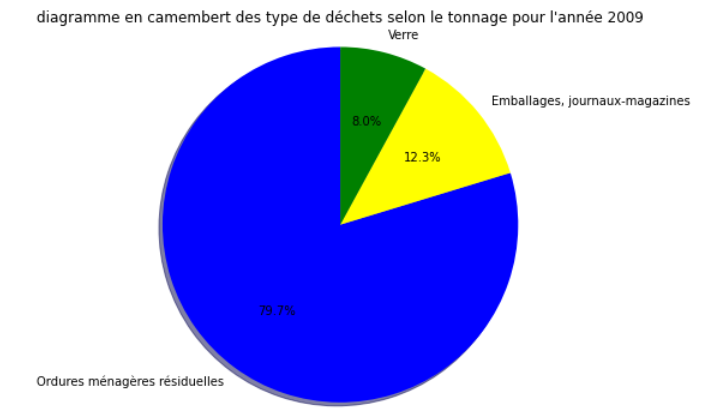 diagramme en camembert des type de déchets selon le tonnage pour l'année 2009
Verre
Emballages, journaux-magazines
8.0%
12.3%
79.7%
Ordures ménagères résiduelles